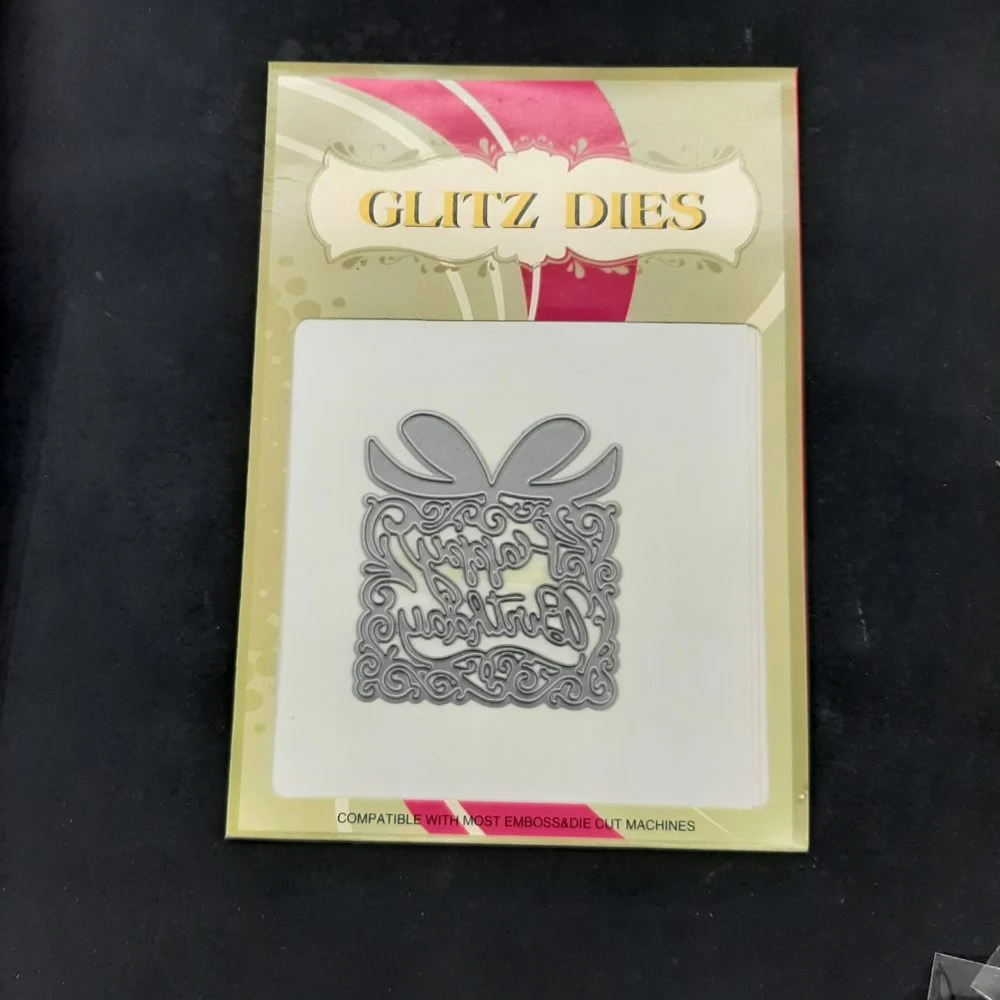 GLITZ DIES
Happy
Birthday
COMPATIBLE WITH MOST EMBOSS&DIE CUT MACHINES